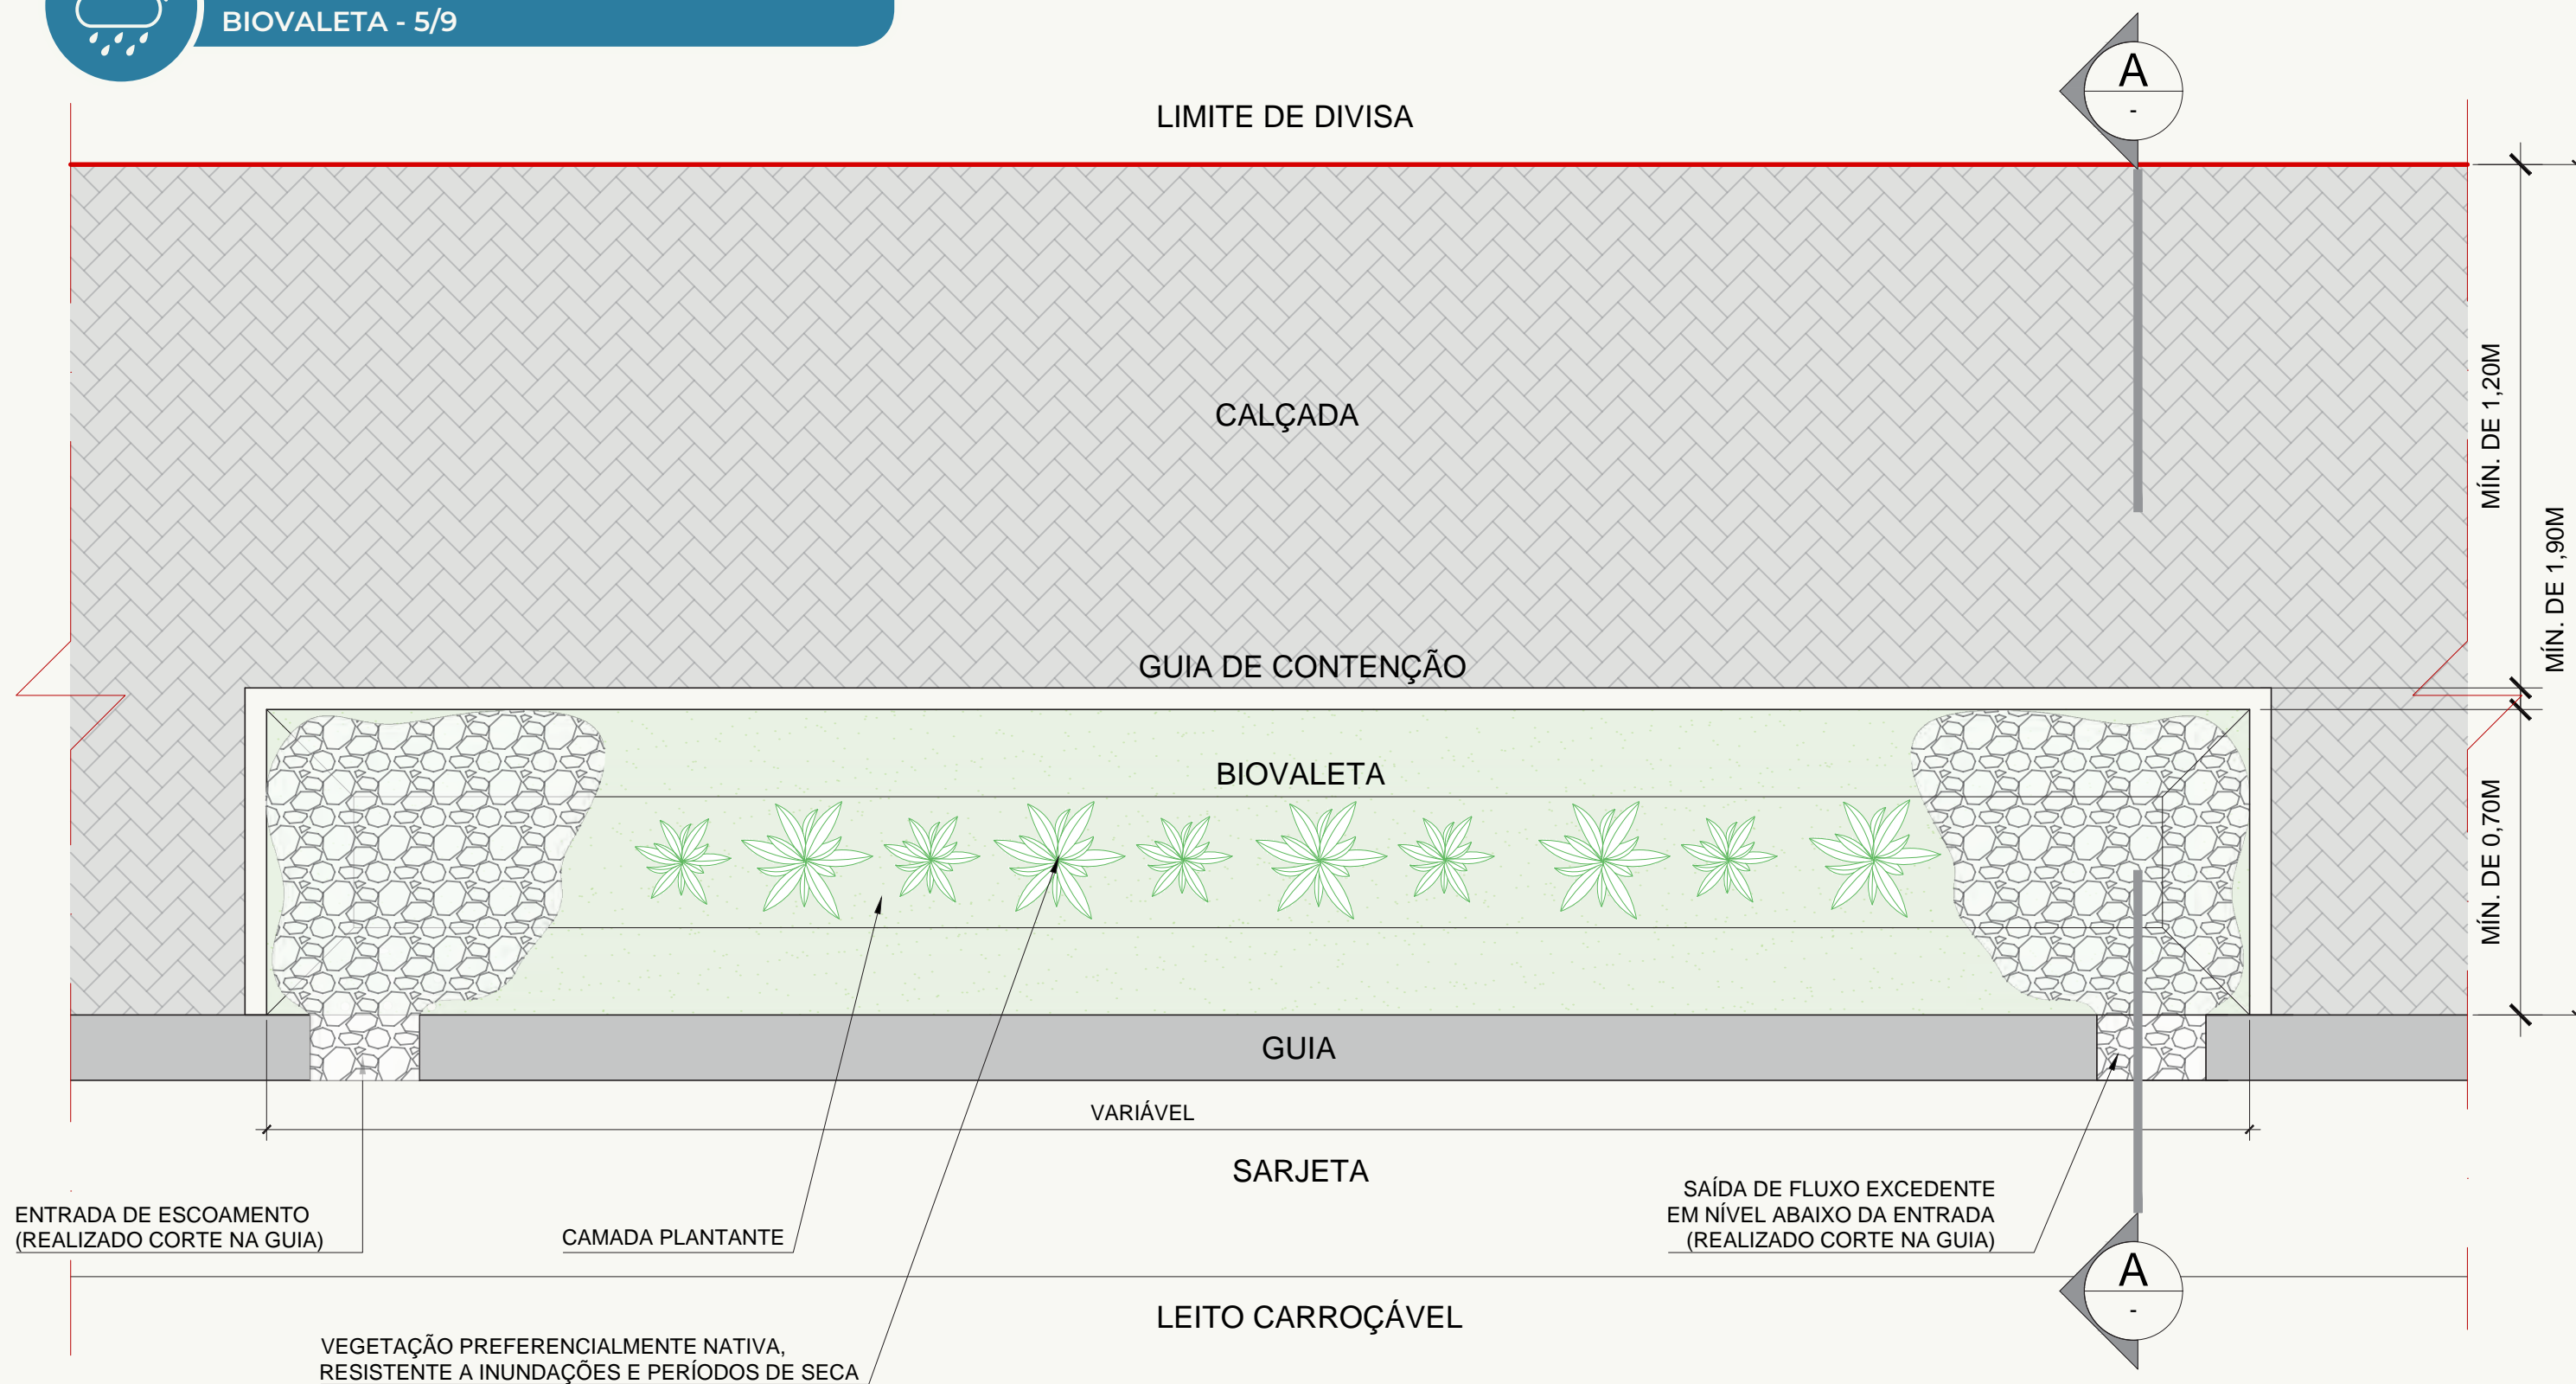 BIOVALETA - 5/9
A
-
LIMITE DE DIVISA
CALÇADA
MÍN. DE 1,20M
MÍN. DE 1,90M
GUIA DE CONTENÇÃO
BIOVALETA
MÍN. DE 0,70M
GUIA
VARIÁVEL
SARJETA
ENTRADA DE ESCOAMENTO
(REALIZADO CORTE NA GUIA)
CAMADA PLANTANTE
SAÍDA DE FLUXO EXCEDENTE
EM NÍVEL ABAIXO DA ENTRADA
(REALIZADO CORTE NA GUIA)
A
-
LEITO CARROÇÁVEL
VEGETAÇÃO PREFERENCIALMENTE NATIVA,
RESISTENTE A INUNDAÇÕES E PERÍODOS DE SECA